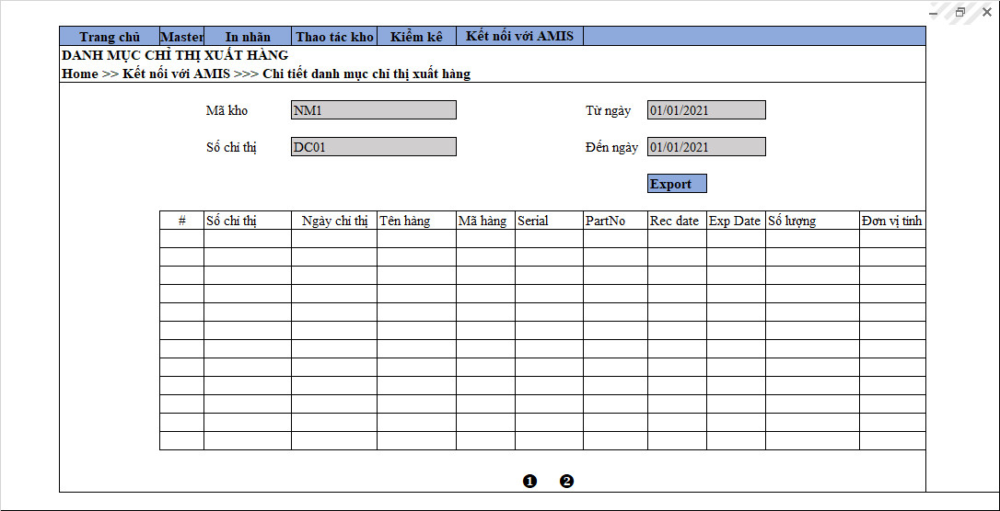 Trang chủ Master In nhãn Thao tác kho Kiểm kê Kết nối với AMIS
DANH MỤC CHỈ THỊ XUẤT HÀNG
Home >> Kết nối với AMIS >>> Chi tiết danh mục chỉ thị xuất hàng
Mã kho NM1 Từ ngày 01/01/2021
Số chỉ thị DC01 Đến ngày 01/01/2021
Export
# Số chỉ thị Ngày chỉ thị Tên hàng Mã hàng Serial PartNo Rec date Exp Date Số lượng Đơn vị tính
❶ ❷